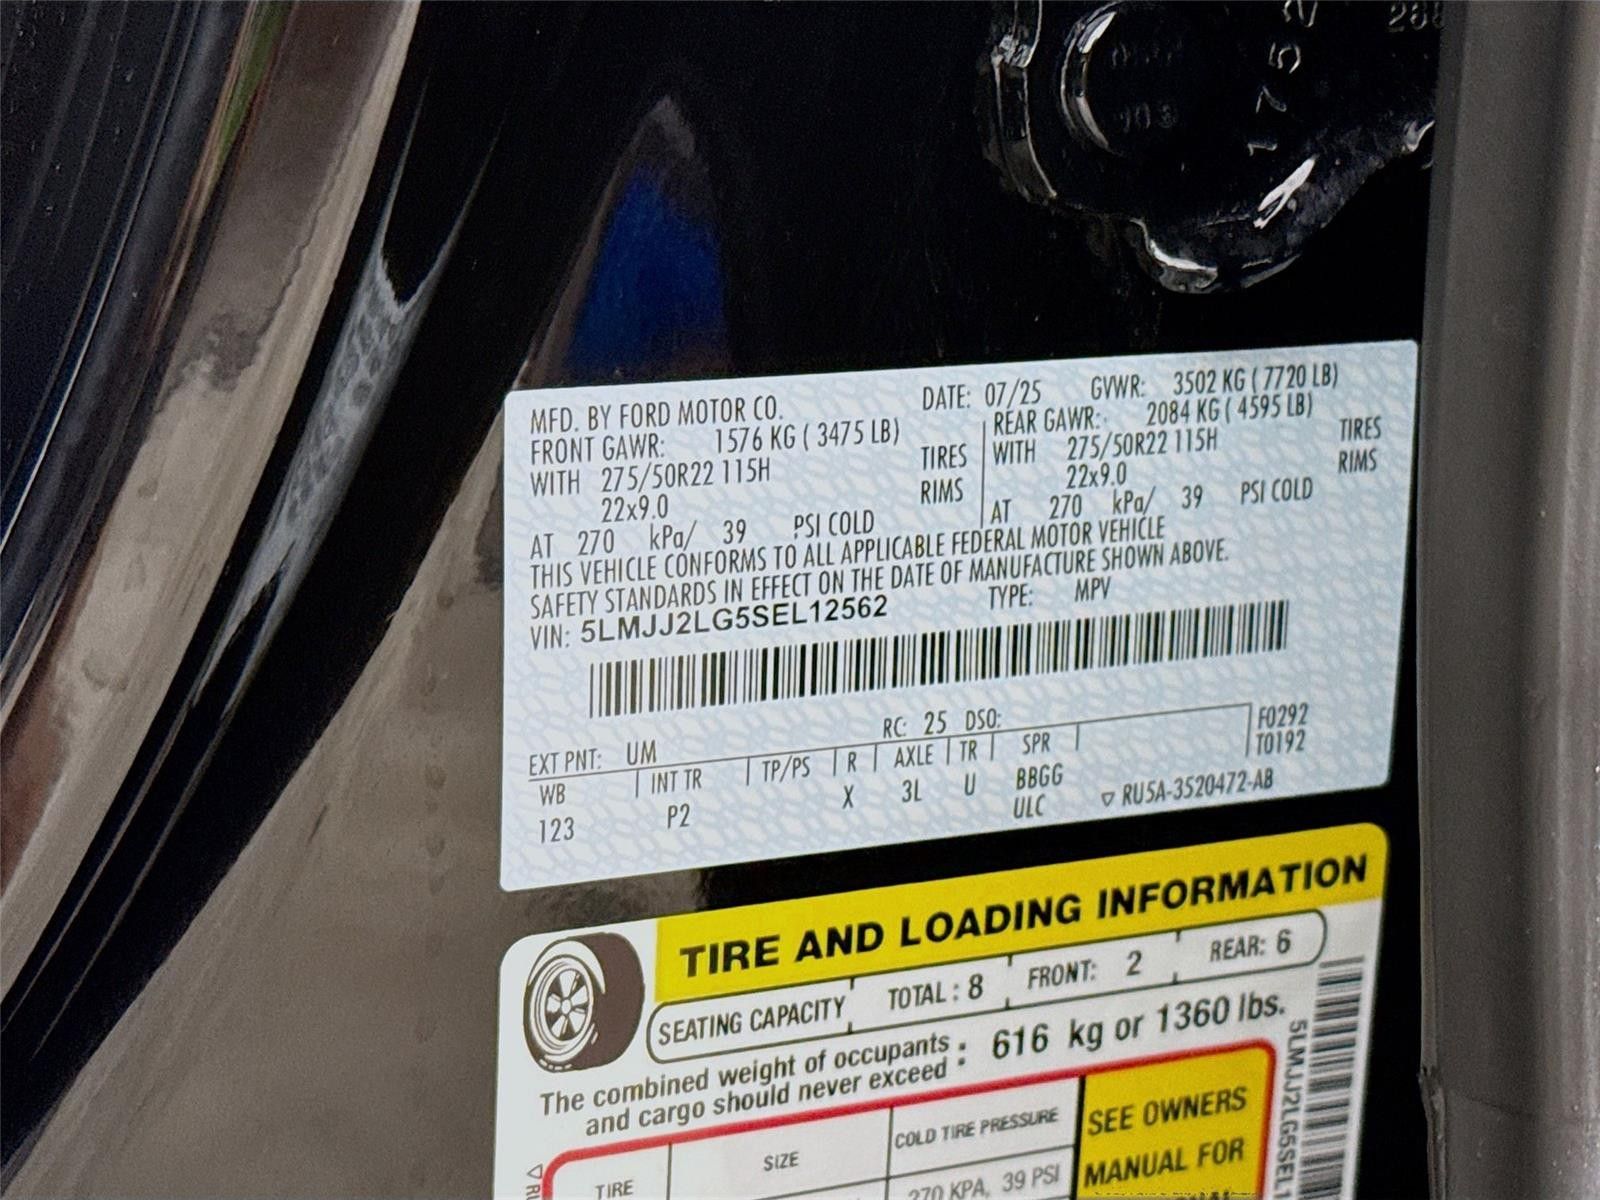 1752
268
MFD. BY FORD MOTOR CO. DATE: 07/25 GVWR: 3502 KG ( 7720 LB)
FRONT GAWR: 1576 KG ( 3475 LB) REAR GAWR: 2084 KG ( 4595 LB)
WITH 275/50R22 115H TIRES WITH 275/50R22 115H TIRES
22x9.0 RIMS 22x9.0 RIMS
AT 270 kPa/ 39 PSI COLD AT 270 kPa/ 39 PSI COLD
THIS VEHICLE CONFORMS TO ALL APPLICABLE FEDERAL MOTOR VEHICLE
SAFETY STANDARDS IN EFFECT ON THE DATE OF MANUFACTURE SHOWN ABOVE.
VIN: 5LMJJ2LG5SEL12562 TYPE: MPV
EXT PNT: UM RC: 25 DSO: F0292
WB INT TR TP/PS R AXLE TR SPR T0192
123 P2 X 3L U BBGG
ULC ▽ RU5A-3520472-AB
TIRE AND LOADING INFORMATION
SEATING CAPACITY TOTAL : 8 FRONT: 2 REAR: 6
The combined weight of occupants
and cargo should never exceed : 616 kg or 1360 lbs.
TIRE SIZE COLD TIRE PRESSURE SEE OWNERS
270 KPA, 39 PSI MANUAL FOR
5LMJJ2LG5SEL1